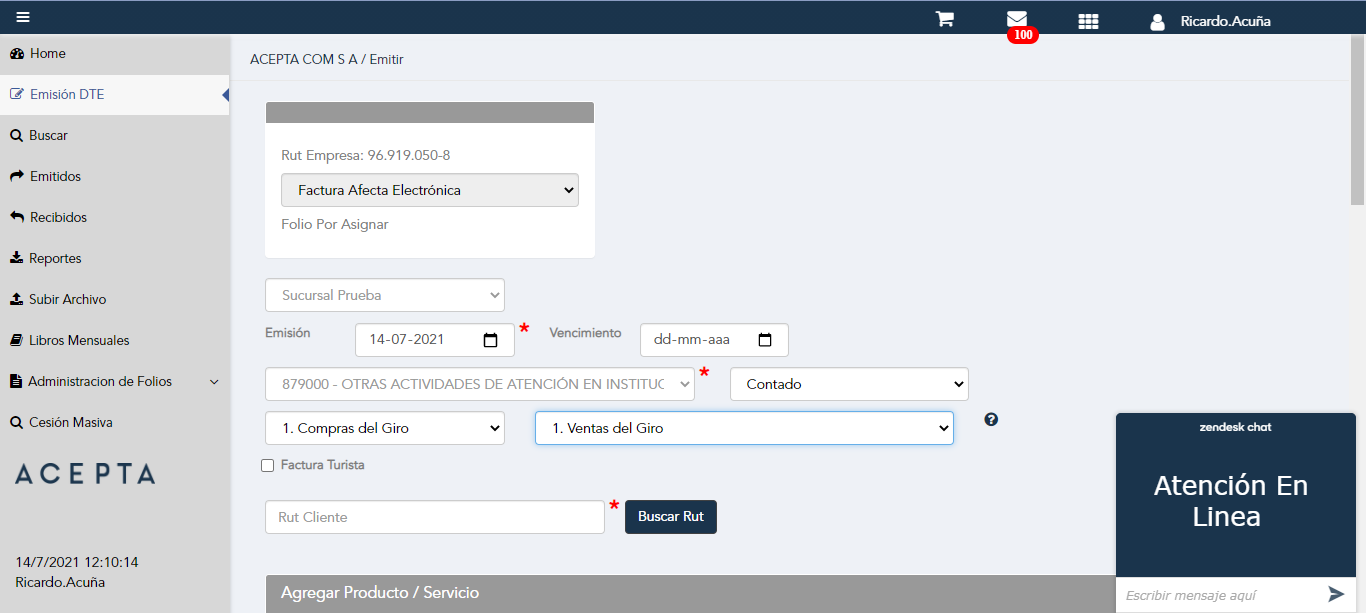 100
Ricardo.Acuña
Home
Emisión DTE
Buscar
Emitidos
Recibidos
Reportes
Subir Archivo
Libros Mensuales
Administracion de Folios
Cesión Masiva
ACEPTA
14/7/2021 12:10:14
Ricardo.Acuña
ACEPTA COM S A / Emitir
Rut Empresa: 96.919.050-8
Factura Afecta Electrónica
Folio Por Asignar
Sucursal Prueba
Emisión 14-07-2021 * Vencimiento dd-mm-aaa
879000 - OTRAS ACTIVIDADES DE ATENCIÓN EN INSTITUC * Contado
1. Compras del Giro 1. Ventas del Giro ?
Factura Turista
Rut Cliente * Buscar Rut
Agregar Producto / Servicio
zendesk chat
Atención En
Linea
Escribir mensaje aquí